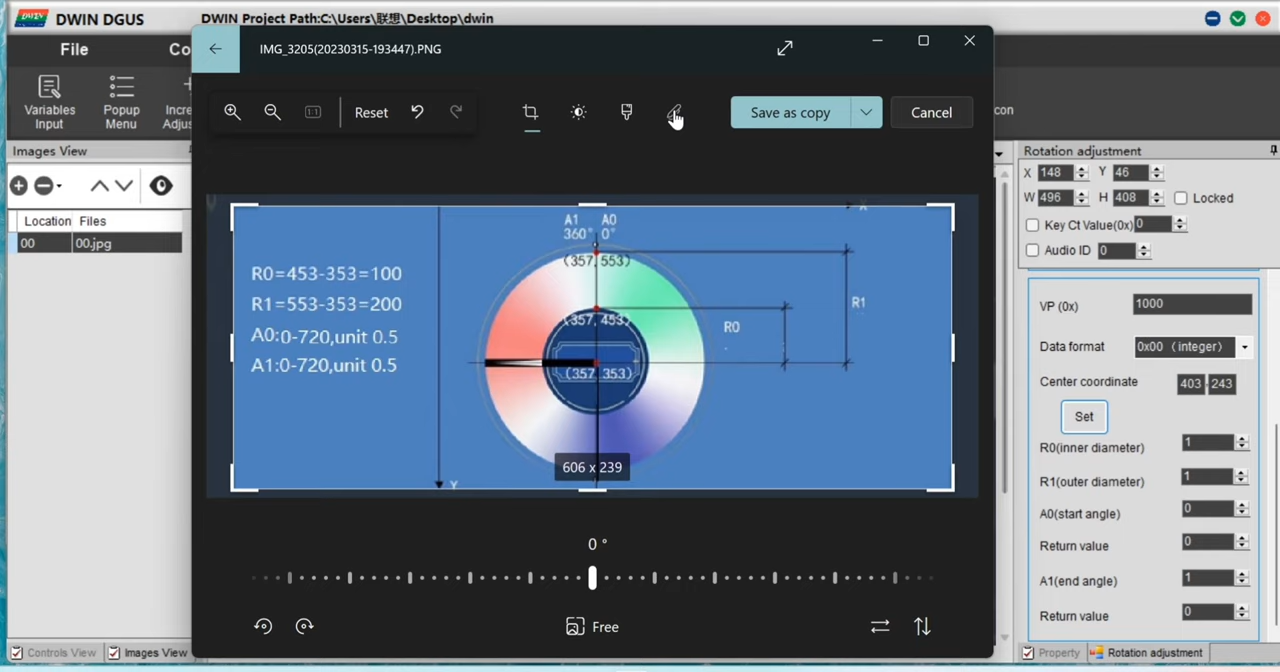 DWIN DGUS
DWIN Project Path:C:\Users\联想\Desktop\dwin
File
Co
Variables
Input
Popup
Menu
Incre
Adjus
con
Images View
Location Files
00 00.jpg
Controls View
Images View
IMG_3205(20230315-193447).PNG
1:1
Reset
Save as copy
Cancel
X
A1 A0
360° 0°
(357, 553)
R0=453-353=100
R1=553-353=200
A0:0-720,unit 0.5
A1:0-720,unit 0.5
(357, 453)
R0
R1
(357, 353)
606 x 239
Y
0 °
Free
Rotation adjustment
X 148 Y 46
W 496 H 408 Locked
Key Ct Value(0x) 0
Audio ID 0
VP (0x) 1000
Data format 0x00 (integer)
Center coordinate 403 243
Set
R0(inner diameter) 1
R1(outer diameter) 1
A0(start angle) 0
Return value 0
A1(end angle) 1
Return value 0
Property
Rotation adjustment